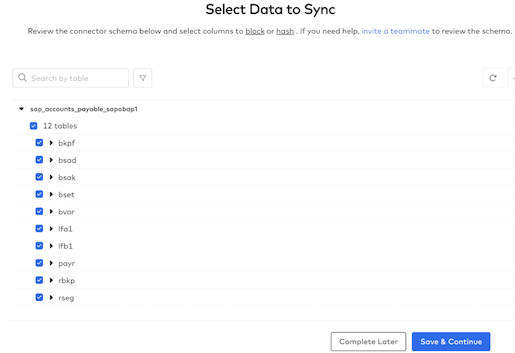 Select Data to Sync
Review the connector schema below and select columns to block or hash . If you need help, invite a teammate to review the schema.
Search by table
sap_accounts_payable_sapabap1
12 tables
bkpf
bsad
bsak
bset
bvor
lfa1
lfb1
payr
rbkp
rseg
Complete Later
Save & Continue